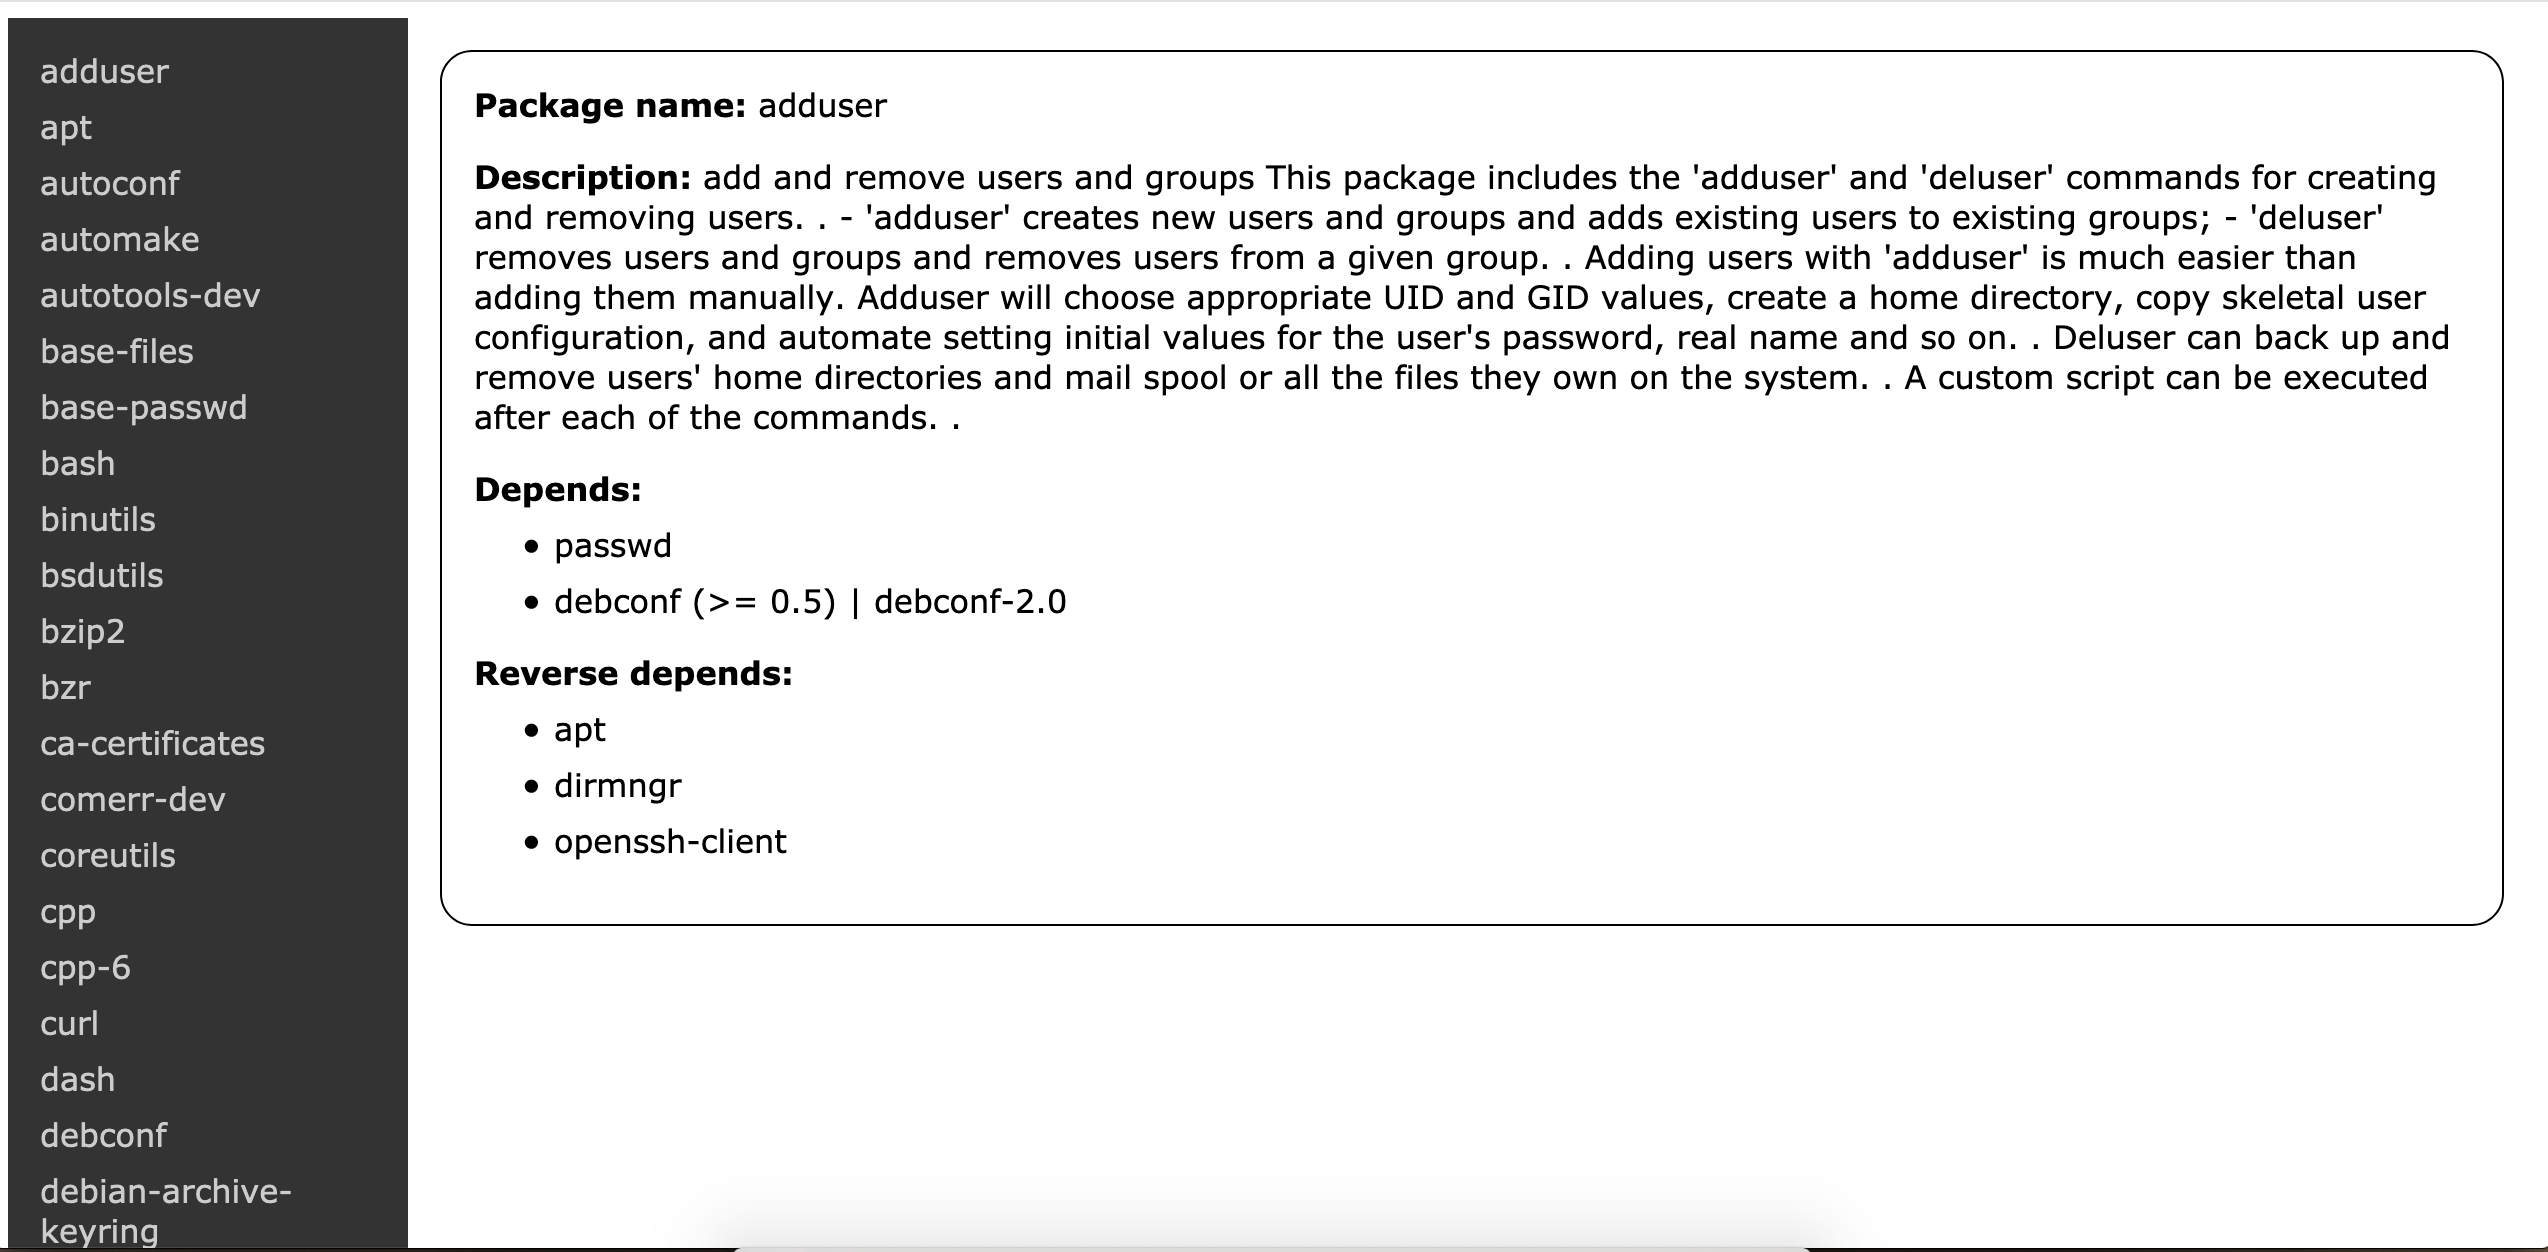 adduser
apt
autoconf
automake
autotools-dev
base-files
base-passwd
bash
binutils
bsdutils
bzip2
bzr
ca-certificates
comerr-dev
coreutils
cpp
cpp-6
curl
dash
debconf
debian-archive-
keyring
Package name: adduser
Description: add and remove users and groups This package includes the 'adduser' and 'deluser' commands for creating
and removing users. . - 'adduser' creates new users and groups and adds existing users to existing groups; - 'deluser'
removes users and groups and removes users from a given group. . Adding users with 'adduser' is much easier than
adding them manually. Adduser will choose appropriate UID and GID values, create a home directory, copy skeletal user
configuration, and automate setting initial values for the user's password, real name and so on. . Deluser can back up and
remove users' home directories and mail spool or all the files they own on the system. . A custom script can be executed
after each of the commands. .
Depends:
• passwd
• debconf (>= 0.5) | debconf-2.0
Reverse depends:
• apt
• dirmngr
• openssh-client